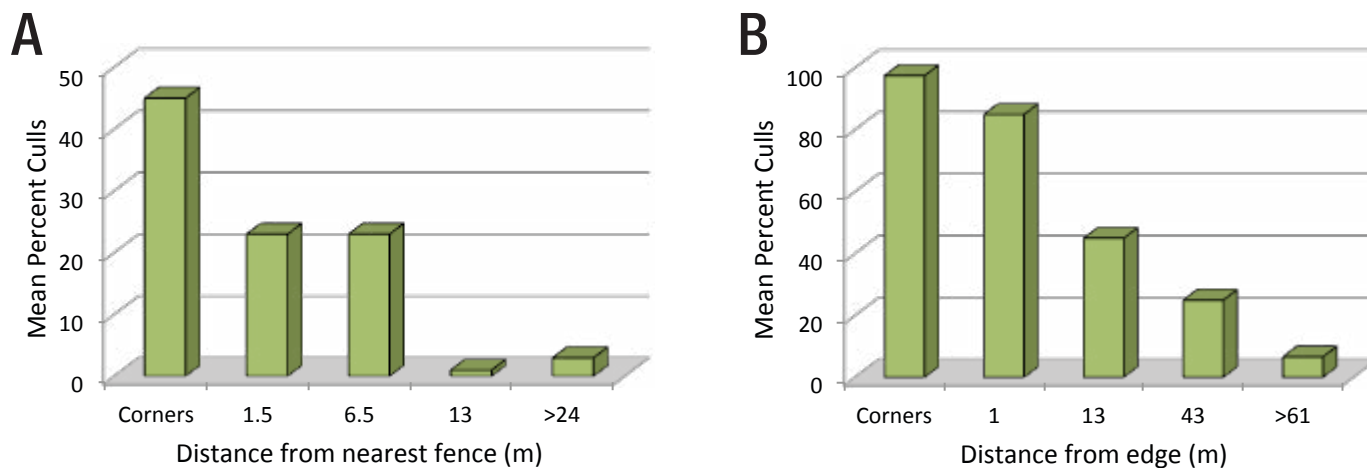 A
Mean Percent Culls
50
40
30
20
10
0
Corners 1.5 6.5 13 >24
Distance from nearest fence (m)
B
Mean Percent Culls
100
80
60
40
20
0
Corners 1 13 43 >61
Distance from edge (m)